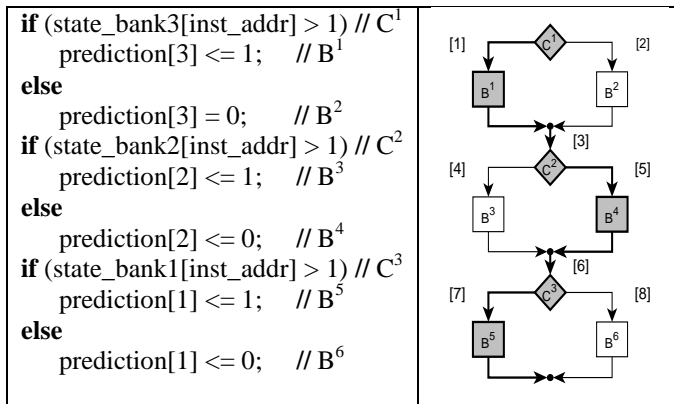 if (state_bank3[inst_addr] > 1) // C¹
prediction[3] <= 1; // B¹
else
prediction[3] = 0; // B²
if (state_bank2[inst_addr] > 1) // C²
prediction[2] <= 1; // B³
else
prediction[2] <= 0; // B⁴
if (state_bank1[inst_addr] > 1) // C³
prediction[1] <= 1; // B⁵
else
prediction[1] <= 0; // B⁶
[1] C¹ [2]
B¹ B²
[3]
[4] C² [5]
B³ B⁴
[6]
[7] C³ [8]
B⁵ B⁶